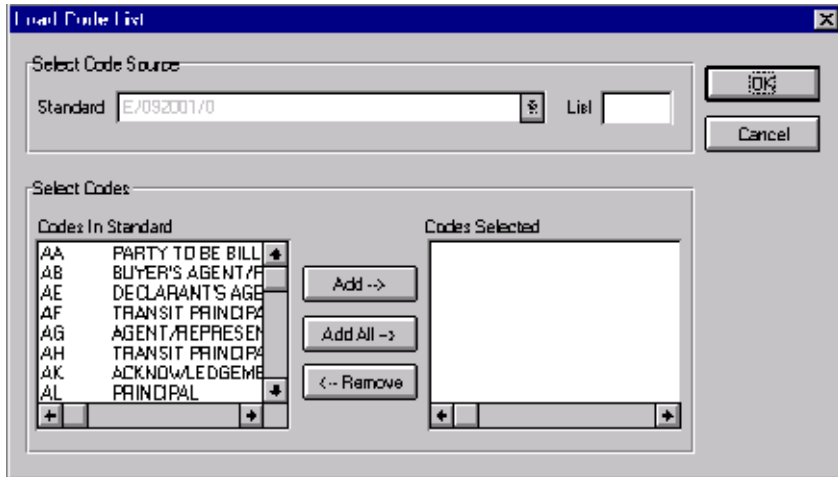 Load Code List
Select Code Source
Standard E/092001/0 List
OK
Cancel
Select Codes
Codes In Standard
Codes Selected
AA PARTY TO BE BILL
AB BUYER'S AGENT/R
AE DECLARANT'S AGE
AF TRANSIT PRINCIPA
AG AGENT/REPRESEN
AH TRANSIT PRINCIPA
AK ACKNOWLEDGEME
AL PRINCIPAL
Add -->
Add All -->
<-- Remove